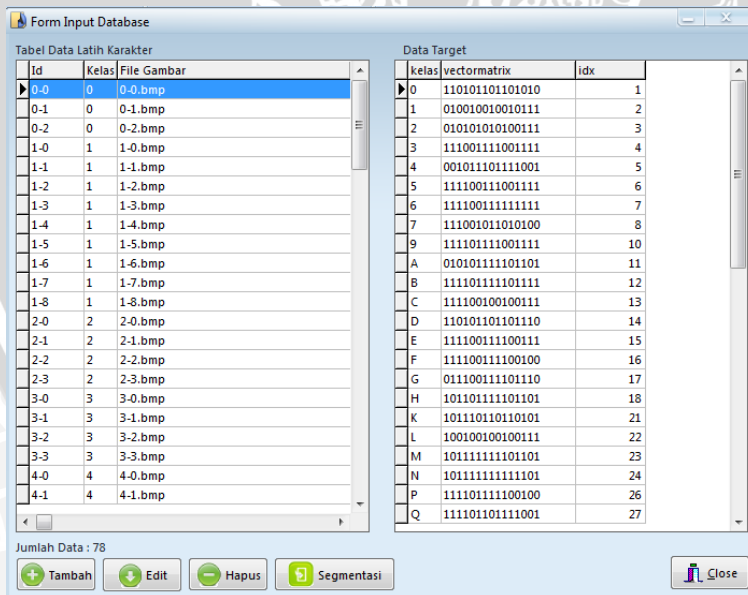 Form Input Database
Tabel Data Latih Karakter
Id Kelas File Gambar
0-0 0 0-0.bmp
0-1 0 0-1.bmp
0-2 0 0-2.bmp
1-0 1 1-0.bmp
1-1 1 1-1.bmp
1-2 1 1-2.bmp
1-3 1 1-3.bmp
1-4 1 1-4.bmp
1-5 1 1-5.bmp
1-6 1 1-6.bmp
1-7 1 1-7.bmp
1-8 1 1-8.bmp
2-0 2 2-0.bmp
2-1 2 2-1.bmp
2-2 2 2-2.bmp
2-3 2 2-3.bmp
3-0 3 3-0.bmp
3-1 3 3-1.bmp
3-2 3 3-2.bmp
3-3 3 3-3.bmp
4-0 4 4-0.bmp
4-1 4 4-1.bmp
Data Target
kelas vectormatrix idx
0 110101101101010 1
1 010010010010111 2
2 010101010100111 3
3 111001111001111 4
4 001011101111001 5
5 111100111001111 6
6 111100111111111 7
7 111001011010100 8
9 111101111001111 10
A 010101111101101 11
B 111101111101111 12
C 111100100100111 13
D 110101101101110 14
E 111100111100111 15
F 111100111100100 16
G 011100111101110 17
H 101101111101101 18
K 101110110110101 21
L 100100100100111 22
M 101111111101101 23
N 101111111111101 24
P 111101111100100 26
Q 111101101111001 27
Jumlah Data : 78
Tambah Edit Hapus Segmentasi Close